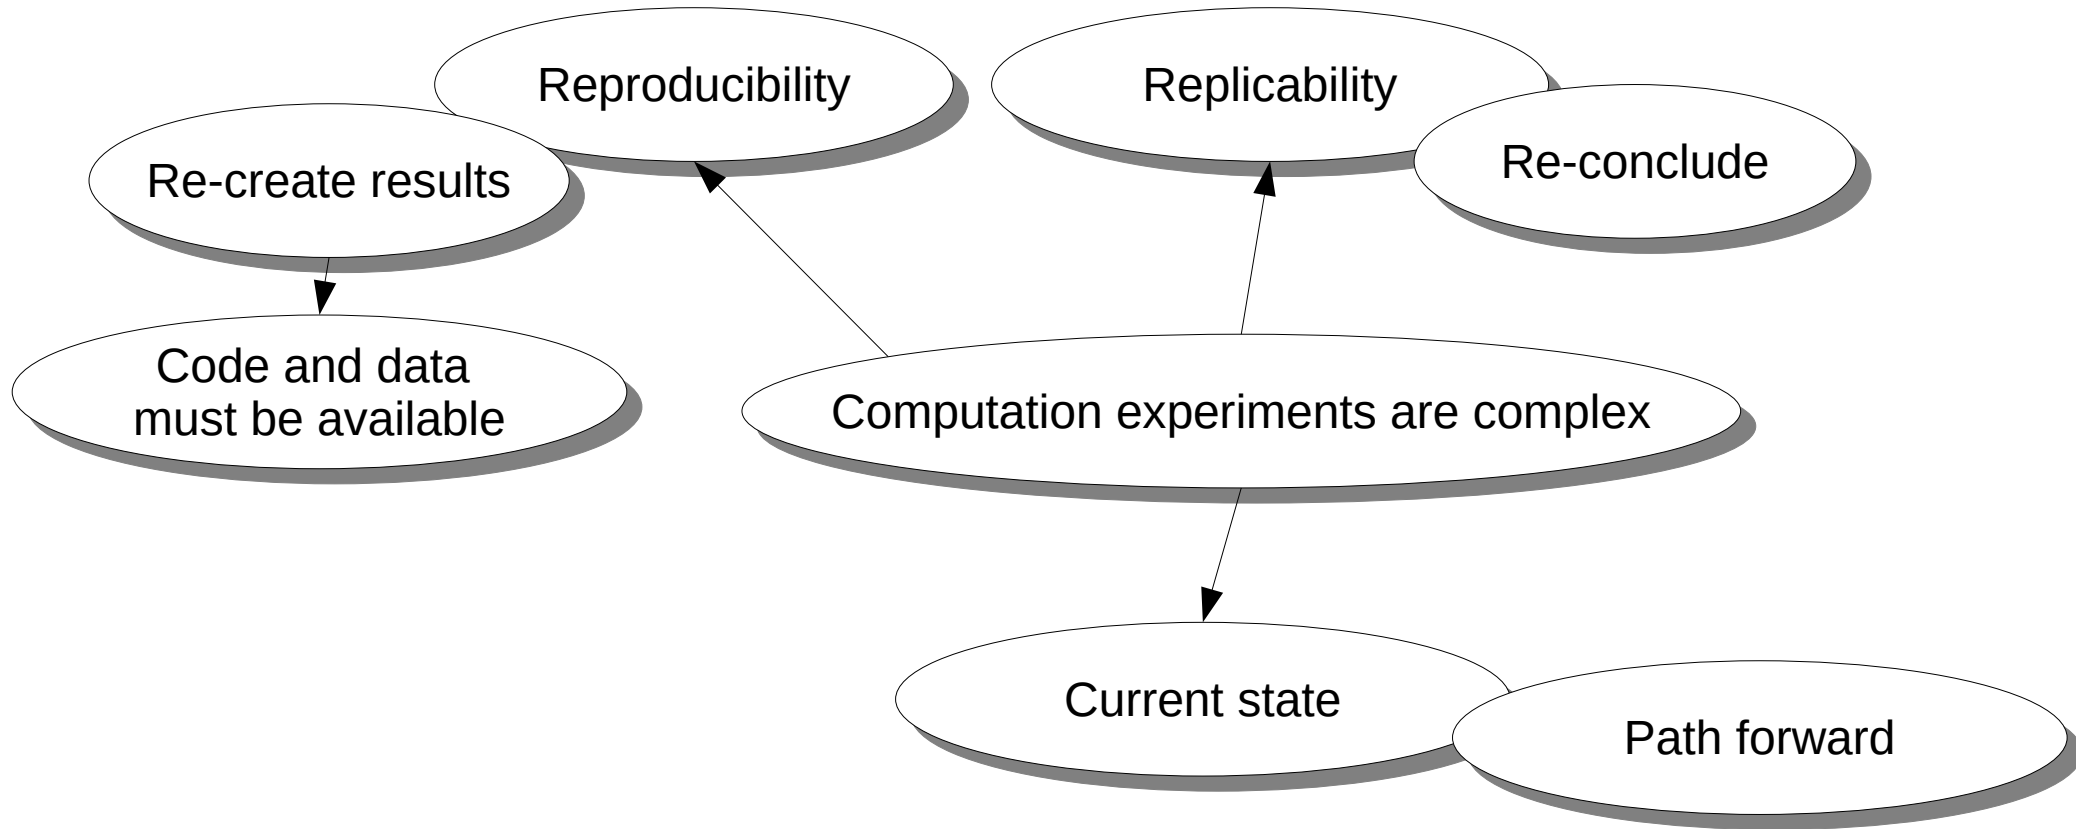 Reproducibility
Replicability
Re-create results
Re-conclude
Code and data
must be available
Computation experiments are complex
Current state
Path forward